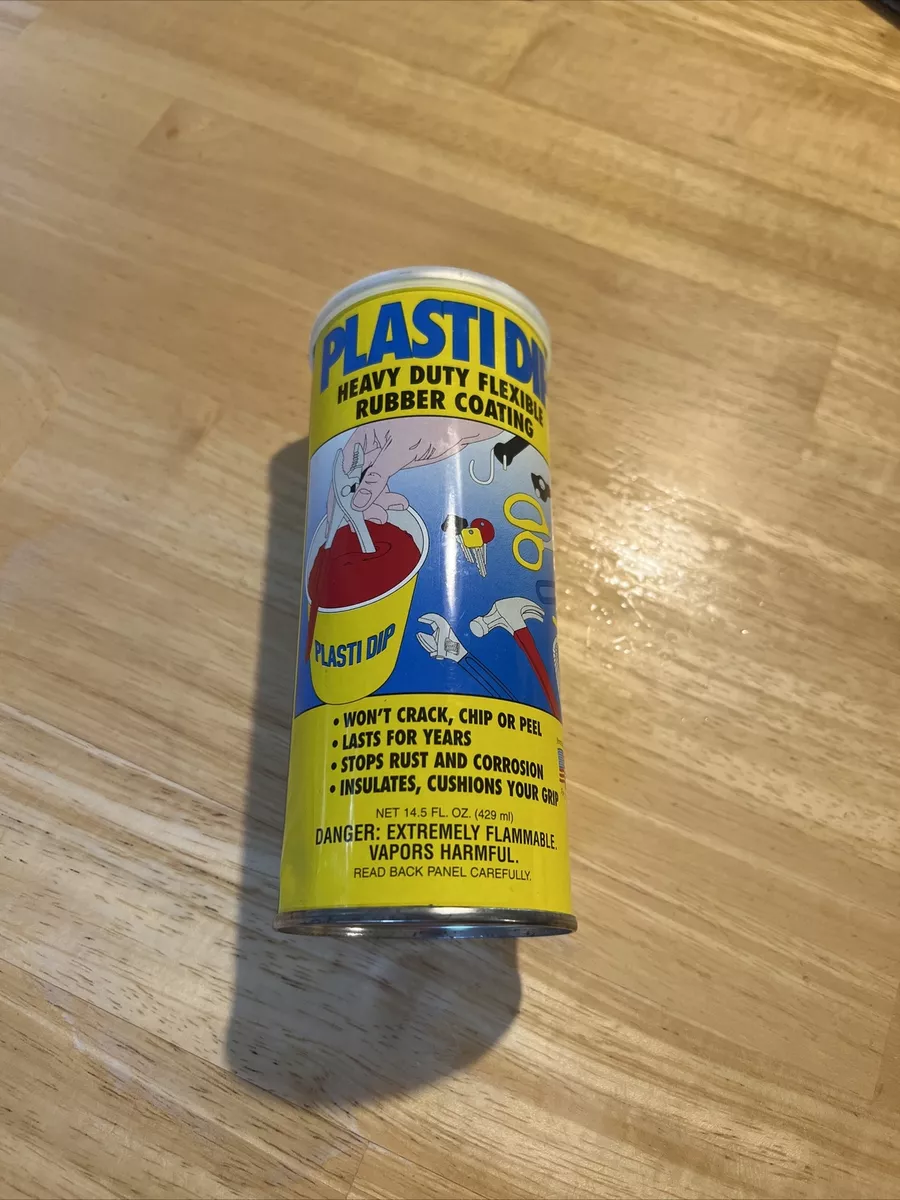 PLASTI DIP
HEAVY DUTY FLEXIBLE
RUBBER COATING
PLASTI DIP
• WON'T CRACK, CHIP OR PEEL
• LASTS FOR YEARS
• STOPS RUST AND CORROSION
• INSULATES, CUSHIONS YOUR GRIP
NET 14.5 FL. OZ. (429 ml)
DANGER: EXTREMELY FLAMMABLE.
VAPORS HARMFUL.
READ BACK PANEL CAREFULLY.